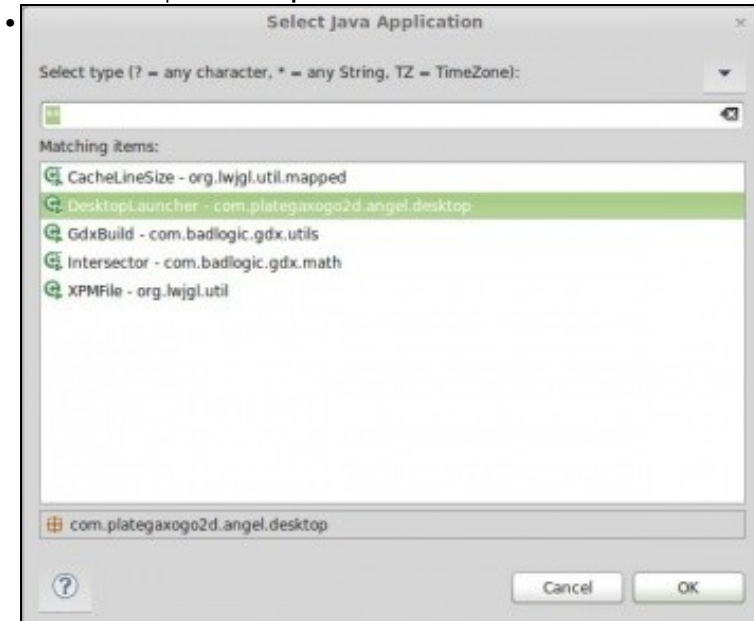 Select Java Application
Select type (? = any character, * = any String, TZ = TimeZone):
Matching items:
CacheLineSize - org.lwjgl.util.mapped
DesktopLauncher - com.plategaxogo2d.angel.desktop
GdxBuild - com.badlogic.gdx.utils
Intersector - com.badlogic.gdx.math
XPMFile - org.lwjgl.util
com.plategaxogo2d.angel.desktop
Cancel OK